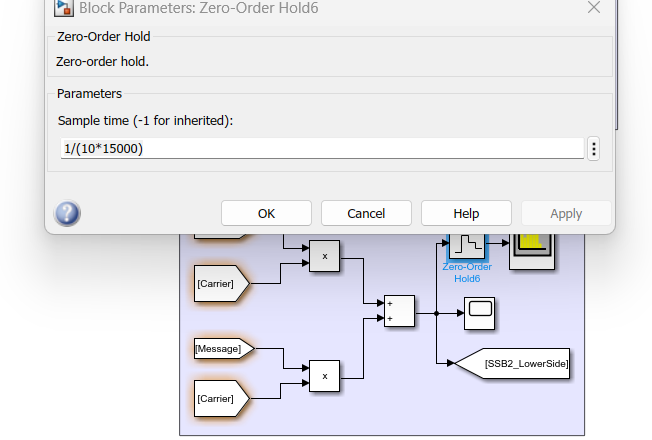 Block Parameters: Zero-Order Hold6
Zero-Order Hold
Zero-order hold.
Parameters
Sample time (-1 for inherited):
1/(10*15000)
OK
Cancel
Help
Apply
Zero-Order
Hold6
x
[Carrier]
+
+
[Message]
x
[SSB2_LowerSide]
[Carrier]